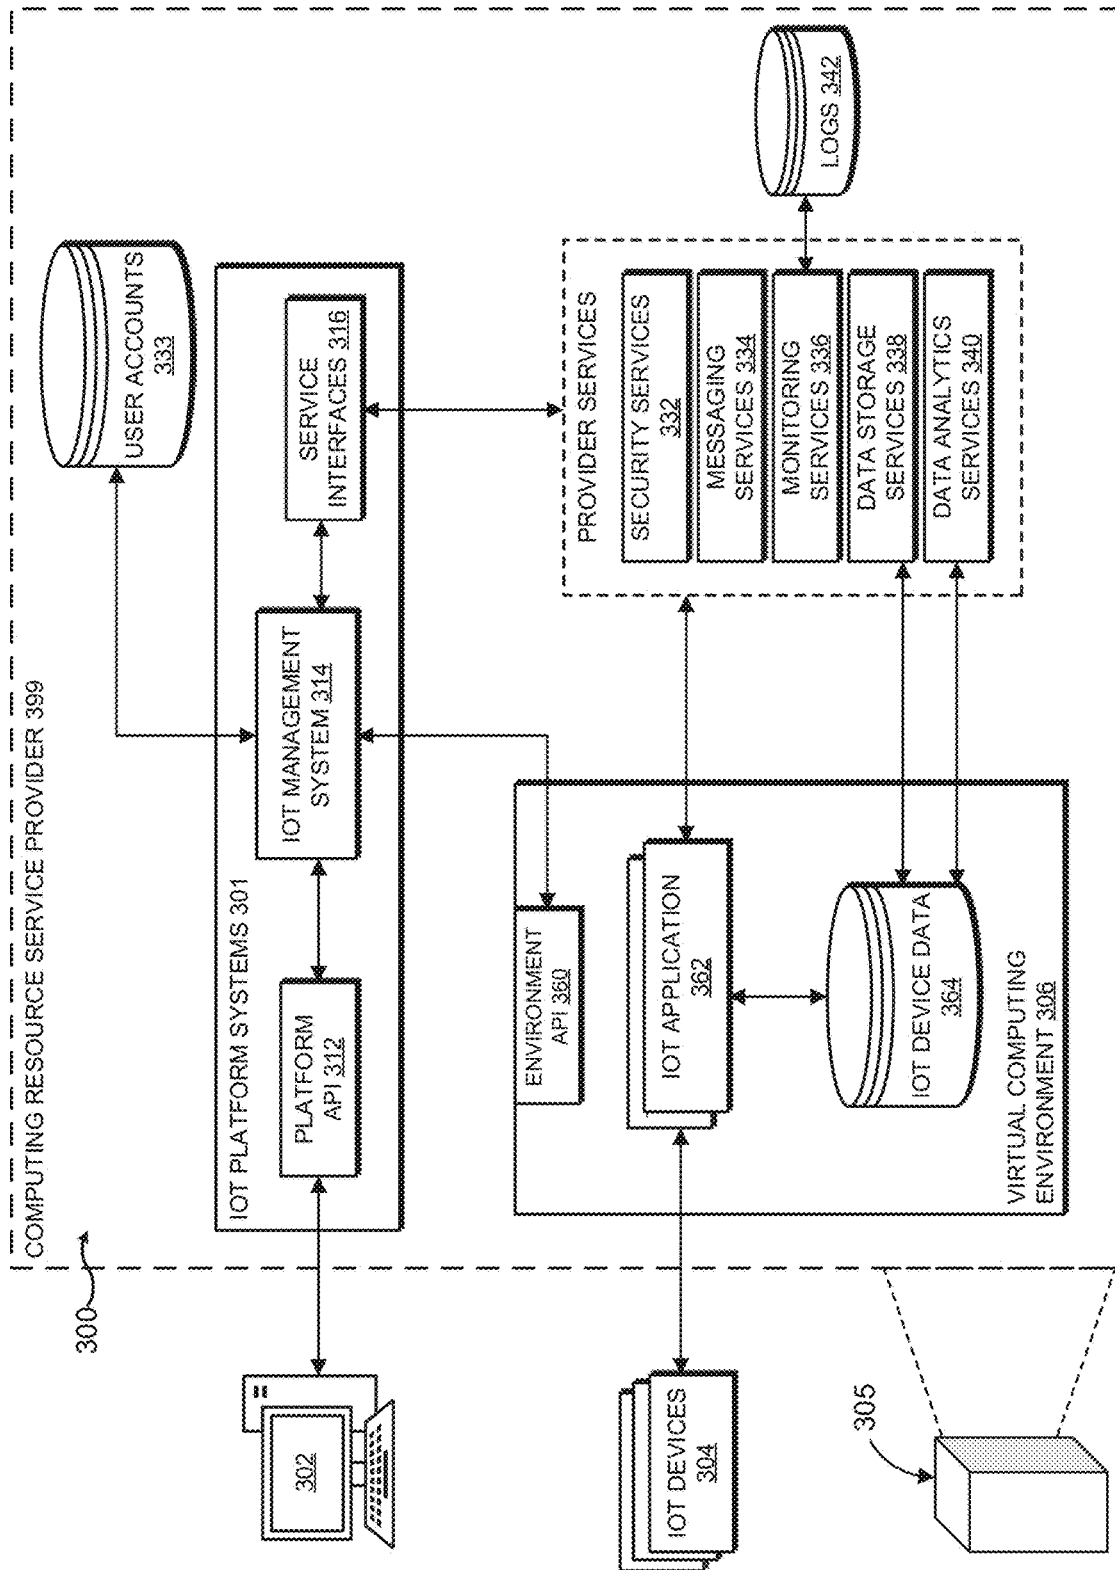 300
COMPUTING RESOURCE SERVICE PROVIDER 399
USER ACCOUNTS
333
IOT PLATFORM SYSTEMS 301
PLATFORM
API 312
IOT MANAGEMENT
SYSTEM 314
SERVICE
INTERFACES 316
302
ENVIRONMENT
API 360
IOT APPLICATION
362
IOT DEVICE DATA
364
VIRTUAL COMPUTING
ENVIRONMENT 306
PROVIDER SERVICES
SECURITY SERVICES
332
MESSAGING
SERVICES 334
MONITORING
SERVICES 336
DATA STORAGE
SERVICES 338
DATA ANALYTICS
SERVICES 340
LOGS 342
IOT DEVICES
304
305